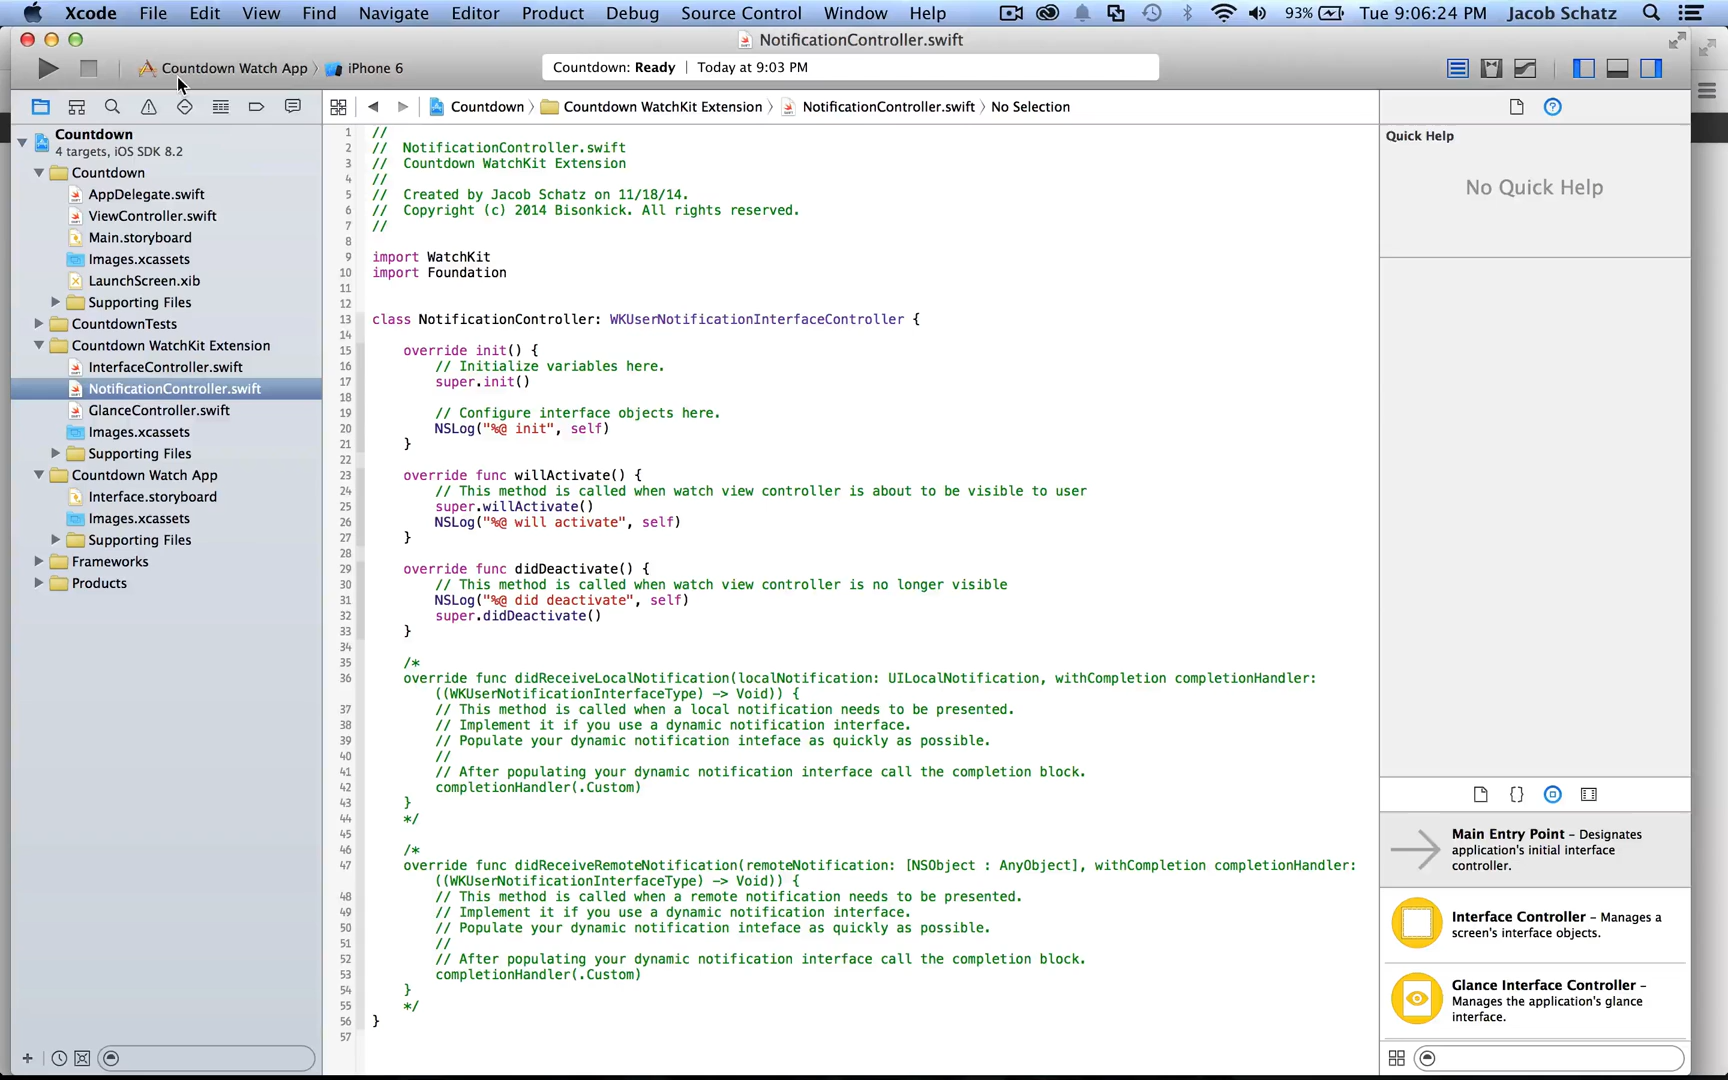 Xcode File Edit View Find Navigate Editor Product Debug Source Control Window Help 93% Tue 9:06:24 PM Jacob Schatz
NotificationController.swift
Countdown Watch App iPhone 6
Countdown: Ready | Today at 9:03 PM
Countdown Countdown WatchKit Extension NotificationController.swift No Selection
Countdown
4 targets, iOS SDK 8.2
Countdown
AppDelegate.swift
ViewController.swift
Main.storyboard
Images.xcassets
LaunchScreen.xib
Supporting Files
CountdownTests
Countdown WatchKit Extension
InterfaceController.swift
NotificationController.swift
GlanceController.swift
Images.xcassets
Supporting Files
Countdown Watch App
Interface.storyboard
Images.xcassets
Supporting Files
Frameworks
Products
1 //
2 // NotificationController.swift
3 // Countdown WatchKit Extension
4 //
5 // Created by Jacob Schatz on 11/18/14.
6 // Copyright (c) 2014 Bisonkick. All rights reserved.
7 //
8
9 import WatchKit
10 import Foundation
11
12
13 class NotificationController: WKUserNotificationInterfaceController {
14
15 override init() {
16 // Initialize variables here.
17 super.init()
18
19 // Configure interface objects here.
20 NSLog("%@ init", self)
21 }
22
23 override func willActivate() {
24 // This method is called when watch view controller is about to be visible to user
25 super.willActivate()
26 NSLog("%@ will activate", self)
27 }
28
29 override func didDeactivate() {
30 // This method is called when watch view controller is no longer visible
31 NSLog("%@ did deactivate", self)
32 super.didDeactivate()
33 }
34
35 /*
36 override func didReceiveLocalNotification(localNotification: UILocalNotification, withCompletion completionHandler:
((WKUserNotificationInterfaceType) -> Void)) {
37 // This method is called when a local notification needs to be presented.
38 // Implement it if you use a dynamic notification interface.
39 // Populate your dynamic notification inteface as quickly as possible.
40 //
41 // After populating your dynamic notification interface call the completion block.
42 completionHandler(.Custom)
43 }
44 */
45
46 /*
47 override func didReceiveRemoteNotification(remoteNotification: [NSObject : AnyObject], withCompletion completionHandler:
((WKUserNotificationInterfaceType) -> Void)) {
48 // This method is called when a remote notification needs to be presented.
49 // Implement it if you use a dynamic notification interface.
50 // Populate your dynamic notification inteface as quickly as possible.
51 //
52 // After populating your dynamic notification interface call the completion block.
53 completionHandler(.Custom)
54 }
55 */
56 }
57
Quick Help
No Quick Help
Main Entry Point – Designates
application's initial interface
controller.
Interface Controller – Manages a
screen's interface objects.
Glance Interface Controller –
Manages the application's glance
interface.